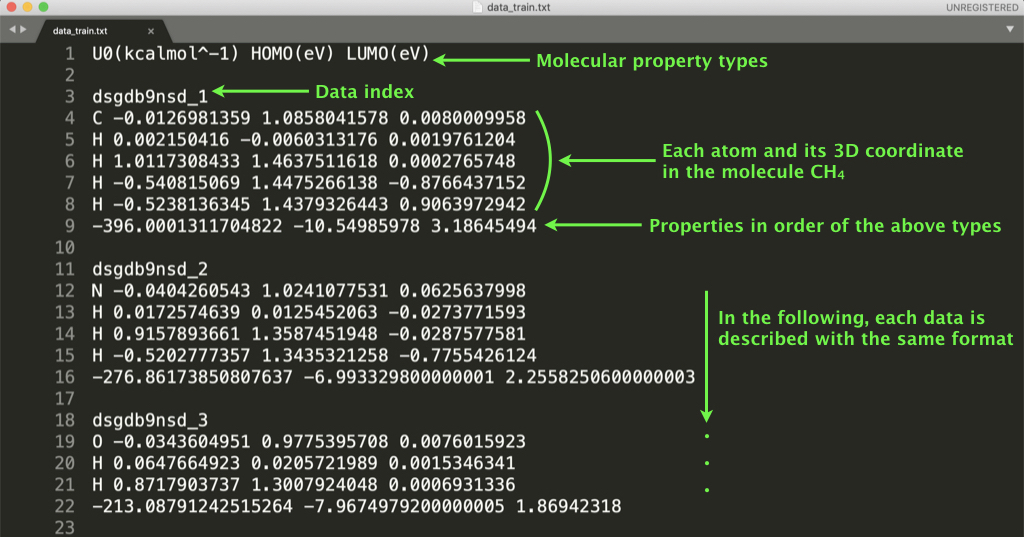 data_train.txt
UNREGISTERED
data_train.txt
1 U0(kcalmol^-1) HOMO(eV) LUMO(eV)
Molecular property types
2
3 dsgdb9nsd_1
Data index
4 C -0.0126981359 1.0858041578 0.0080009958
5 H 0.002150416 -0.0060313176 0.0019761204
6 H 1.0117308433 1.4637511618 0.0002765748
7 H -0.540815069 1.4475266138 -0.8766437152
8 H -0.5238136345 1.4379326443 0.9063972942
Each atom and its 3D coordinate
in the molecule CH₄
9 -396.0001311704822 -10.54985978 3.18645494
Properties in order of the above types
10
11 dsgdb9nsd_2
12 N -0.0404260543 1.0241077531 0.0625637998
13 H 0.0172574639 0.0125452063 -0.0273771593
14 H 0.9157893661 1.3587451948 -0.0287577581
15 H -0.5202777357 1.3435321258 -0.7755426124
16 -276.86173850807637 -6.993329800000001 2.2558250600000003
In the following, each data is
described with the same format
17
18 dsgdb9nsd_3
19 O -0.0343604951 0.9775395708 0.0076015923
20 H 0.0647664923 0.0205721989 0.0015346341
21 H 0.8717903737 1.3007924048 0.0006931336
22 -213.08791242515264 -7.9674979200000005 1.86942318
23